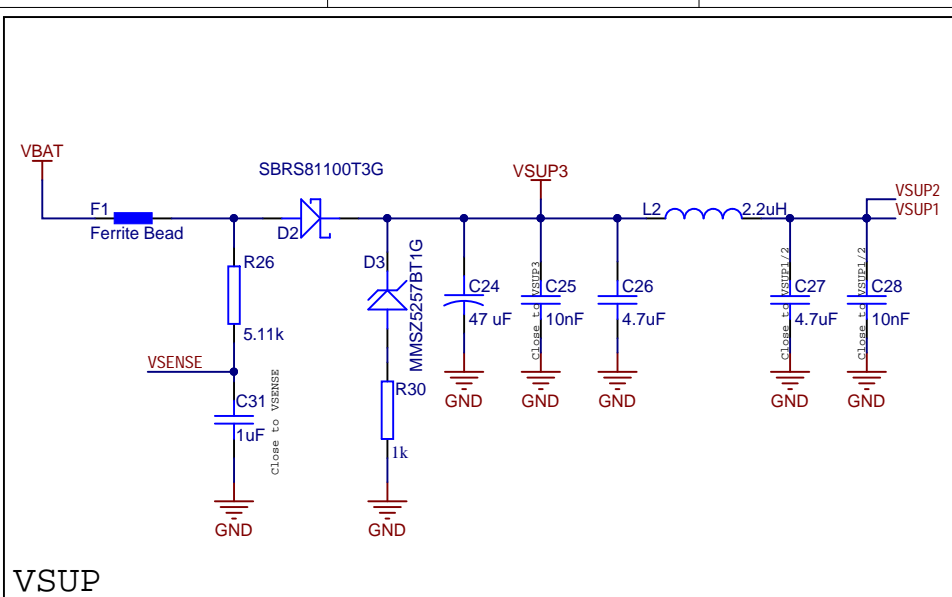 VBAT
SBRS81100T3G
VSUP3
VSUP2
VSUP1
F1
Ferrite Bead
D2
L2
2.2uH
R26
5.11k
D3
MMSZ5257BT1G
C24
47 uF
Close to VSUP3
C25
10nF
C26
4.7uF
Close to VSUP1/2
C27
4.7uF
Close to VSUP1/2
C28
10nF
VSENSE
C31
1uF
Close to VSENSE
R30
1k
GND
GND
GND
GND
GND
GND
GND
VSUP